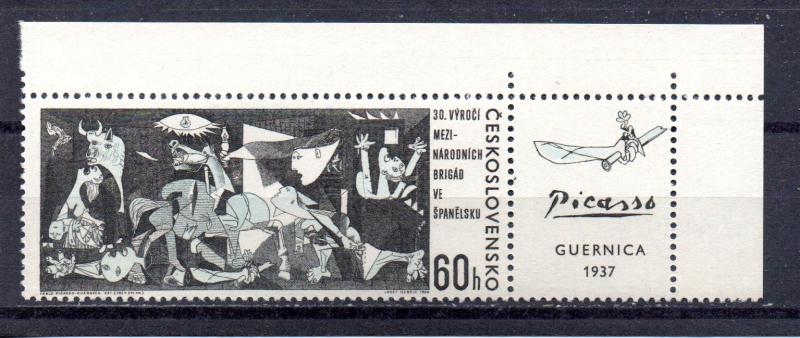 30. VÝROČÍ
MEZI-
NÁRODNÍCH
BRIGÁD
VE
ŠPANĚLSKU
ČESKOSLOVENSKO
60h
Picasso
GUERNICA
1937